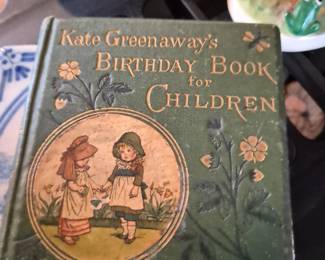 Kate Greenaway's
BIRTHDAY BOOK
for
CHILDREN